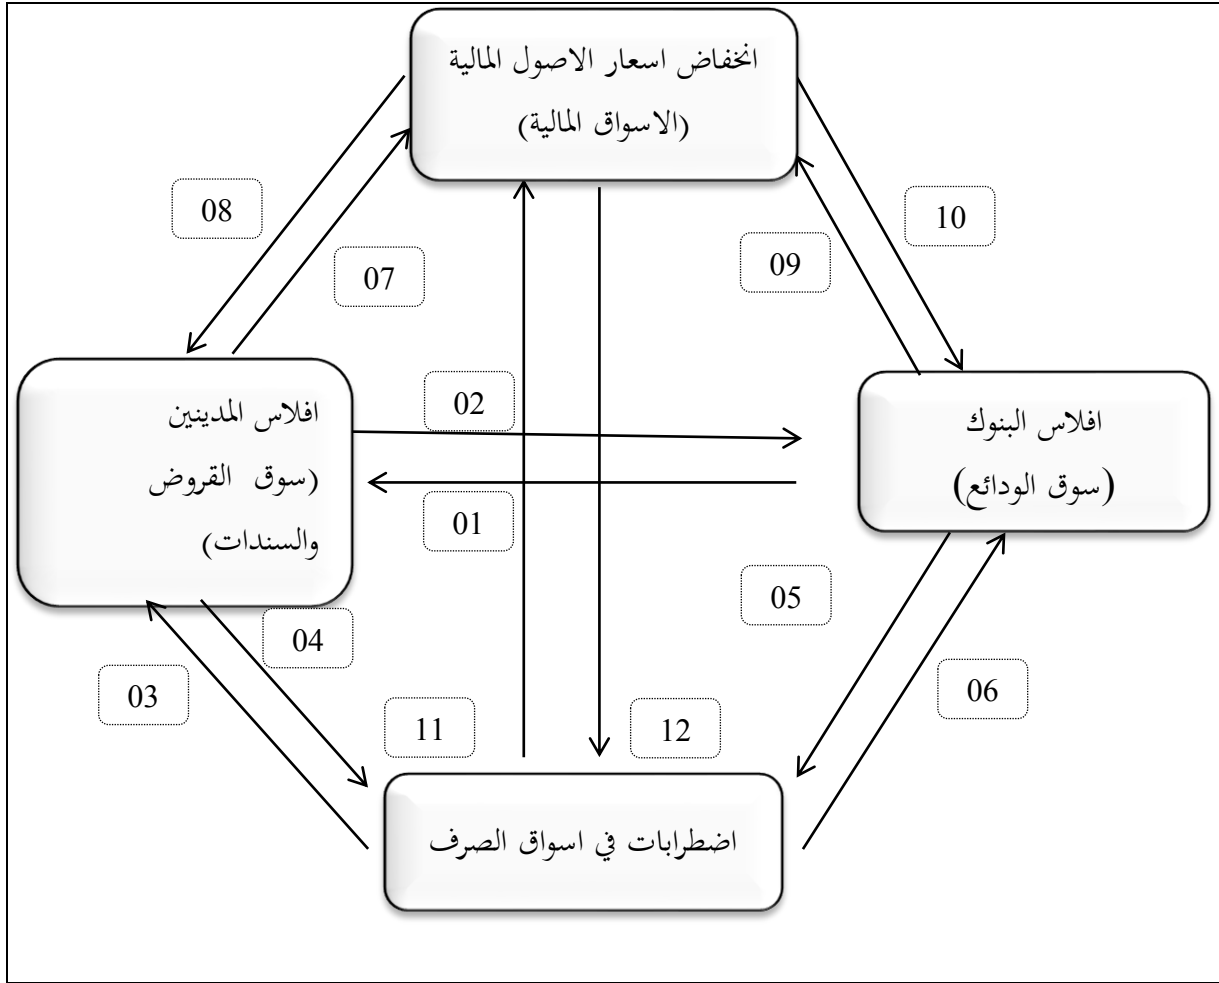 انخفاض اسعار الاصول المالية
(الاسواق المالية)
08
07
10
09
افلاس المدينين
(سوق القروض
والسندات)
02
01
افلاس البنوك
(سوق الودائع)
05
06
04
03
11
12
اضطرابات في اسواق الصرف